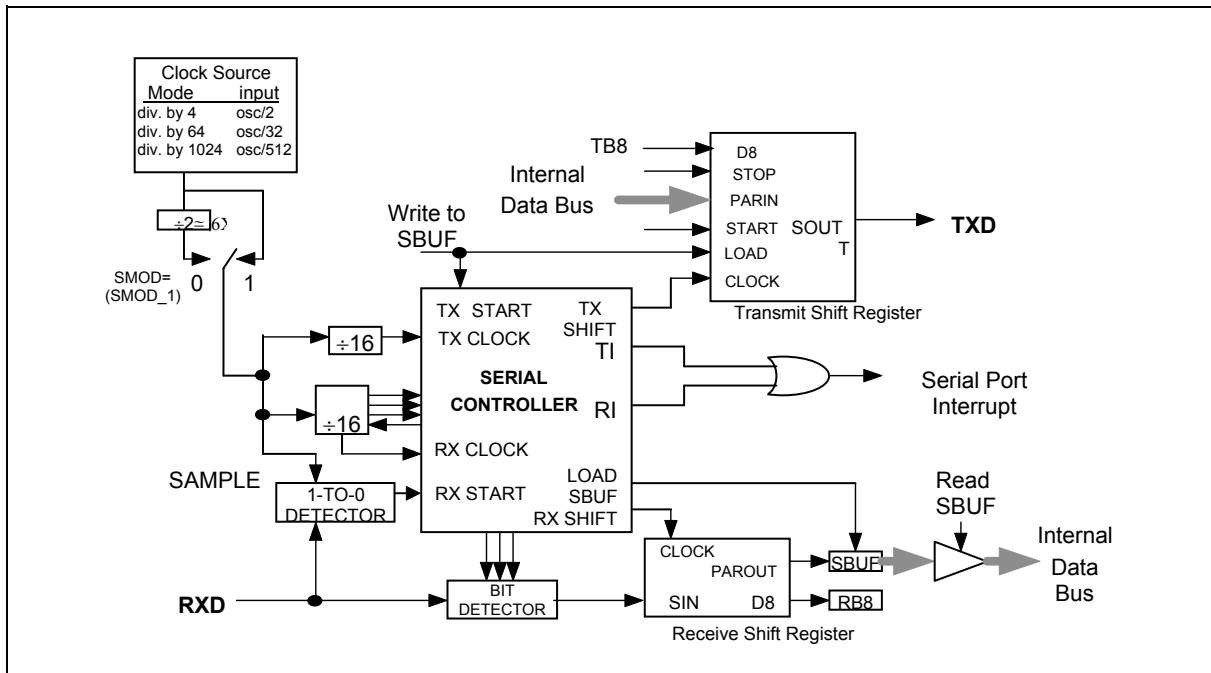 Clock Source
Mode input
div. by 4 osc/2
div. by 64 osc/32
div. by 1024 osc/512
÷2
SMOD=
(SMOD_1)
0 1
TB8
Internal
Data Bus
Write to
SBUF
D8
STOP
PARIN
START
LOAD
CLOCK
SOUT
T
TXD
Transmit Shift Register
÷16
÷16
SAMPLE
1-TO-0
DETECTOR
TX START
TX CLOCK
SERIAL
CONTROLLER
RX CLOCK
RX START
TX
SHIFT
TI
RI
LOAD
SBUF
RX SHIFT
Serial Port
Interrupt
RXD
BIT
DETECTOR
CLOCK
PAROUT
SIN D8
Receive Shift Register
SBUF
RB8
Read
SBUF
Internal
Data
Bus